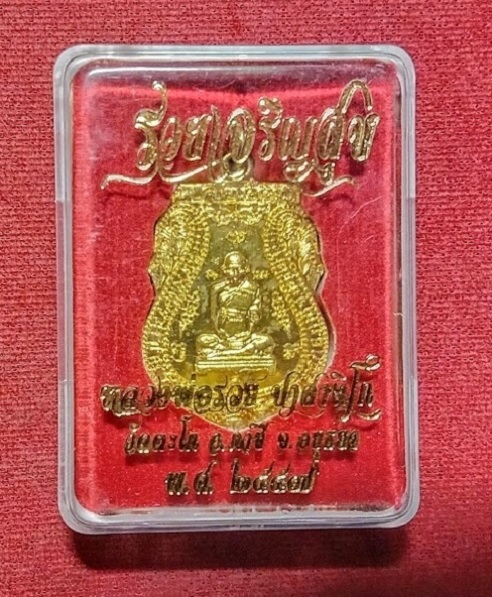 รวยเจริญสุข
หลวงพ่อรวย ปาสาทิโก
วัดตะโก อ.ภาชี จ.อยุธยา
พ.ศ. ๒๕๕๗